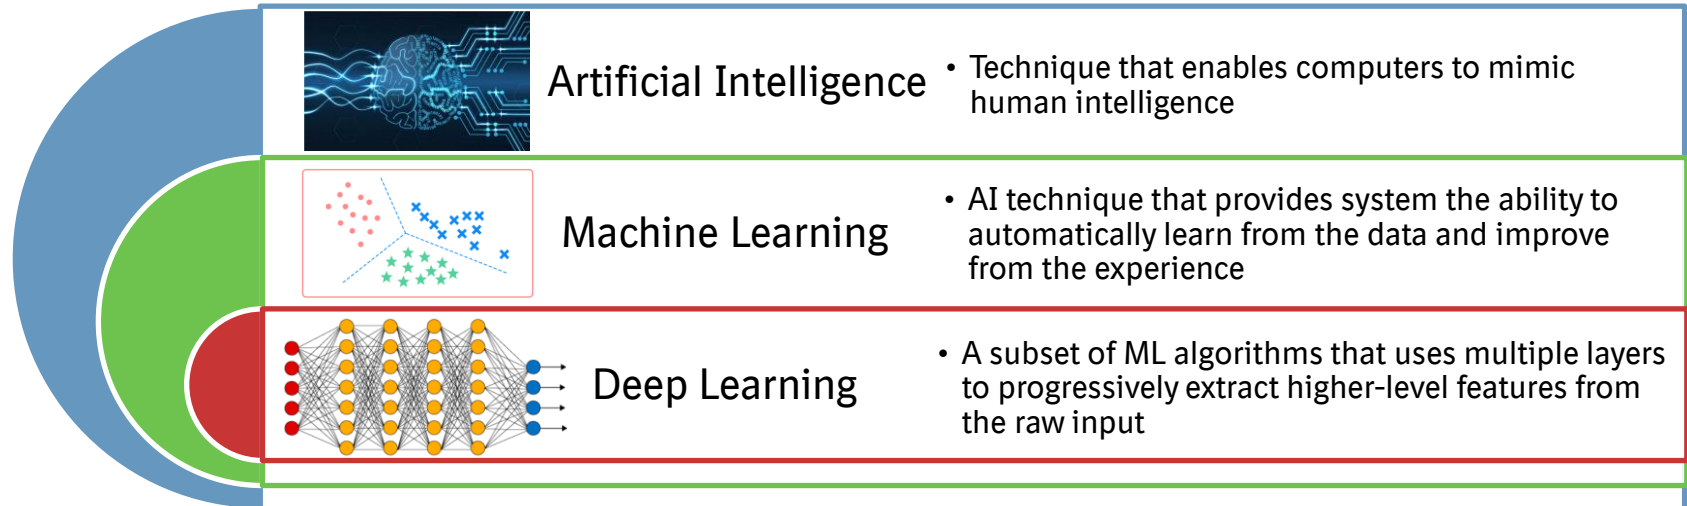 Artificial Intelligence
• Technique that enables computers to mimic
human intelligence
Machine Learning
• AI technique that provides system the ability to
automatically learn from the data and improve
from the experience
Deep Learning
• A subset of ML algorithms that uses multiple layers
to progressively extract higher-level features from
the raw input